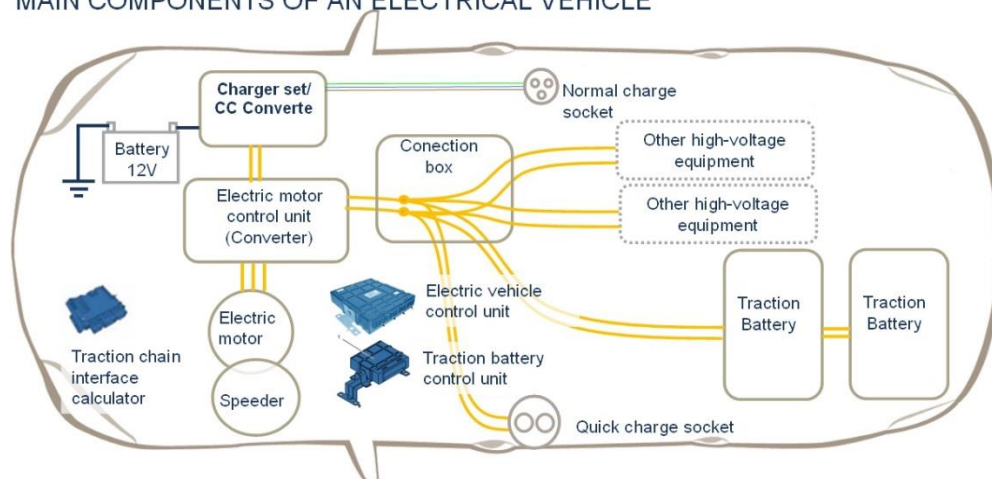 MAIN COMPONENTS OF AN ELECTRICAL VEHICLE
Charger set/
CC Converte
Normal charge
socket
Battery
12V
Conection
box
Other high-voltage
equipment
Electric motor
control unit
(Converter)
Other high-voltage
equipment
Electric vehicle
control unit
Traction
Battery
Traction
Battery
Electric
motor
Traction chain
interface
calculator
Traction battery
control unit
Speeder
Quick charge socket